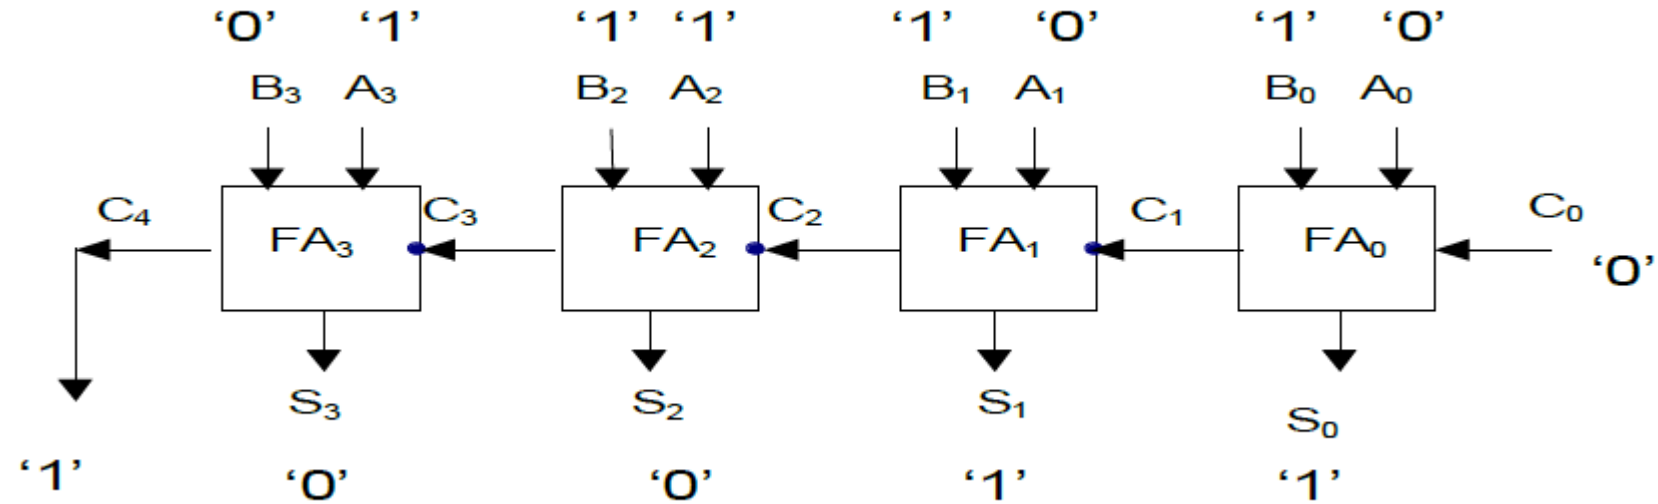 ‘0’ ‘1’ ‘1’ ‘1’ ‘1’ ‘0’ ‘1’ ‘0’
B₃ A₃ B₂ A₂ B₁ A₁ B₀ A₀
C₄ FA₃ C₃ FA₂ C₂ FA₁ C₁ FA₀ C₀
‘0’
S₃ S₂ S₁ S₀
‘1’ ‘0’ ‘0’ ‘1’ ‘1’